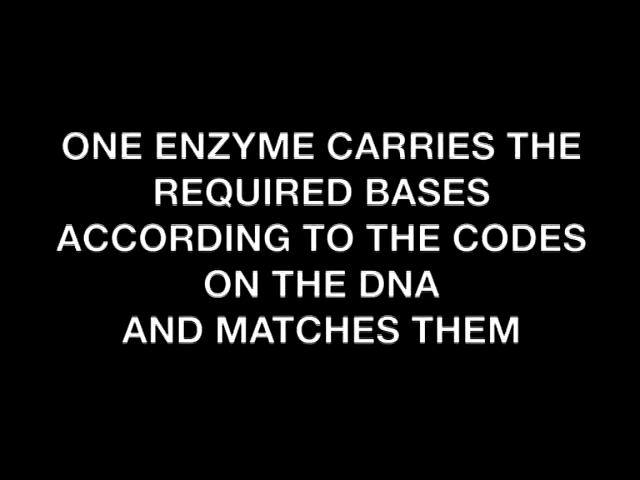 ONE ENZYME CARRIES THE
REQUIRED BASES
ACCORDING TO THE CODES
ON THE DNA
AND MATCHES THEM